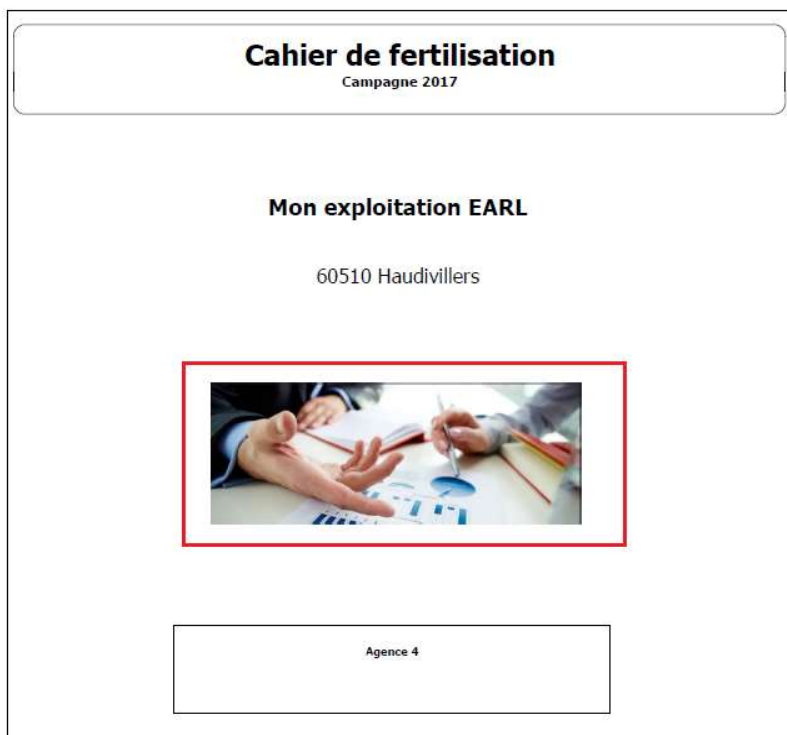 Cahier de fertilisation
Campagne 2017
Mon exploitation EARL
60510 Haudivillers
Agence 4